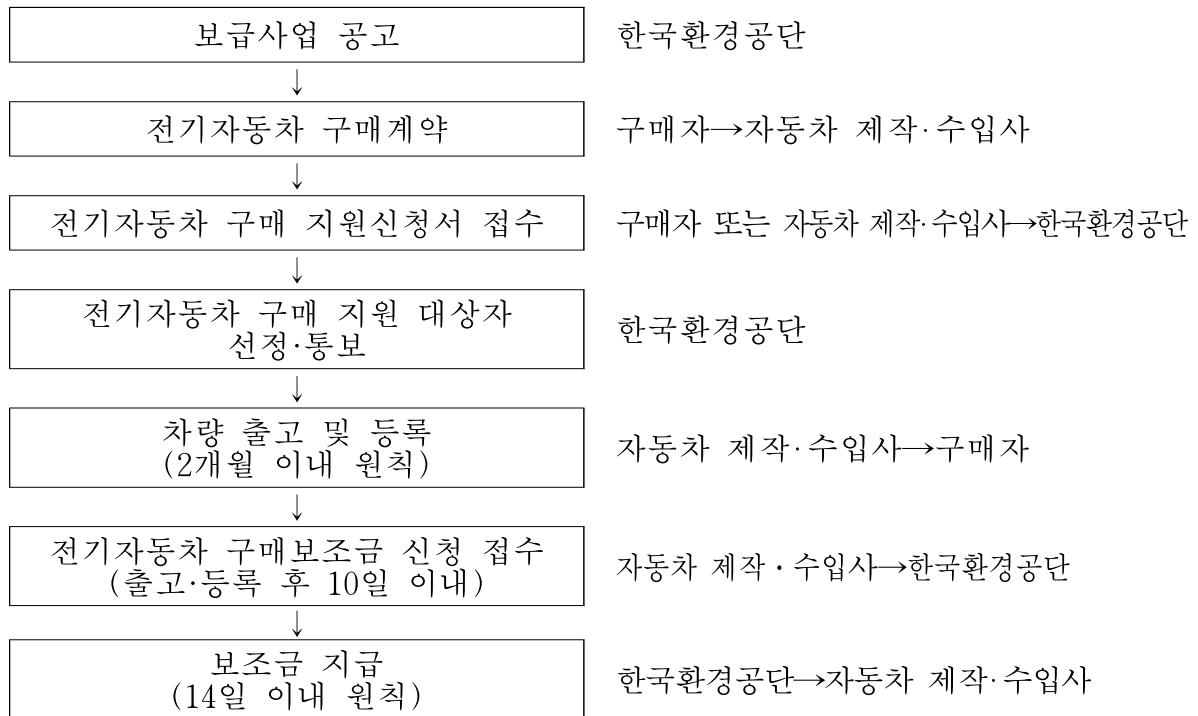 보급사업 공고 한국환경공단
↓
전기자동차 구매계약 구매자→자동차 제작·수입사
↓
전기자동차 구매 지원신청서 접수 구매자 또는 자동차 제작·수입사→한국환경공단
↓
전기자동차 구매 지원 대상자
선정·통보
한국환경공단
↓
차량 출고 및 등록
(2개월 이내 원칙)
자동차 제작·수입사→구매자
↓
전기자동차 구매보조금 신청 접수
(출고·등록 후 10일 이내)
자동차 제작·수입사→한국환경공단
↓
보조금 지급
(14일 이내 원칙)
한국환경공단→자동차 제작·수입사